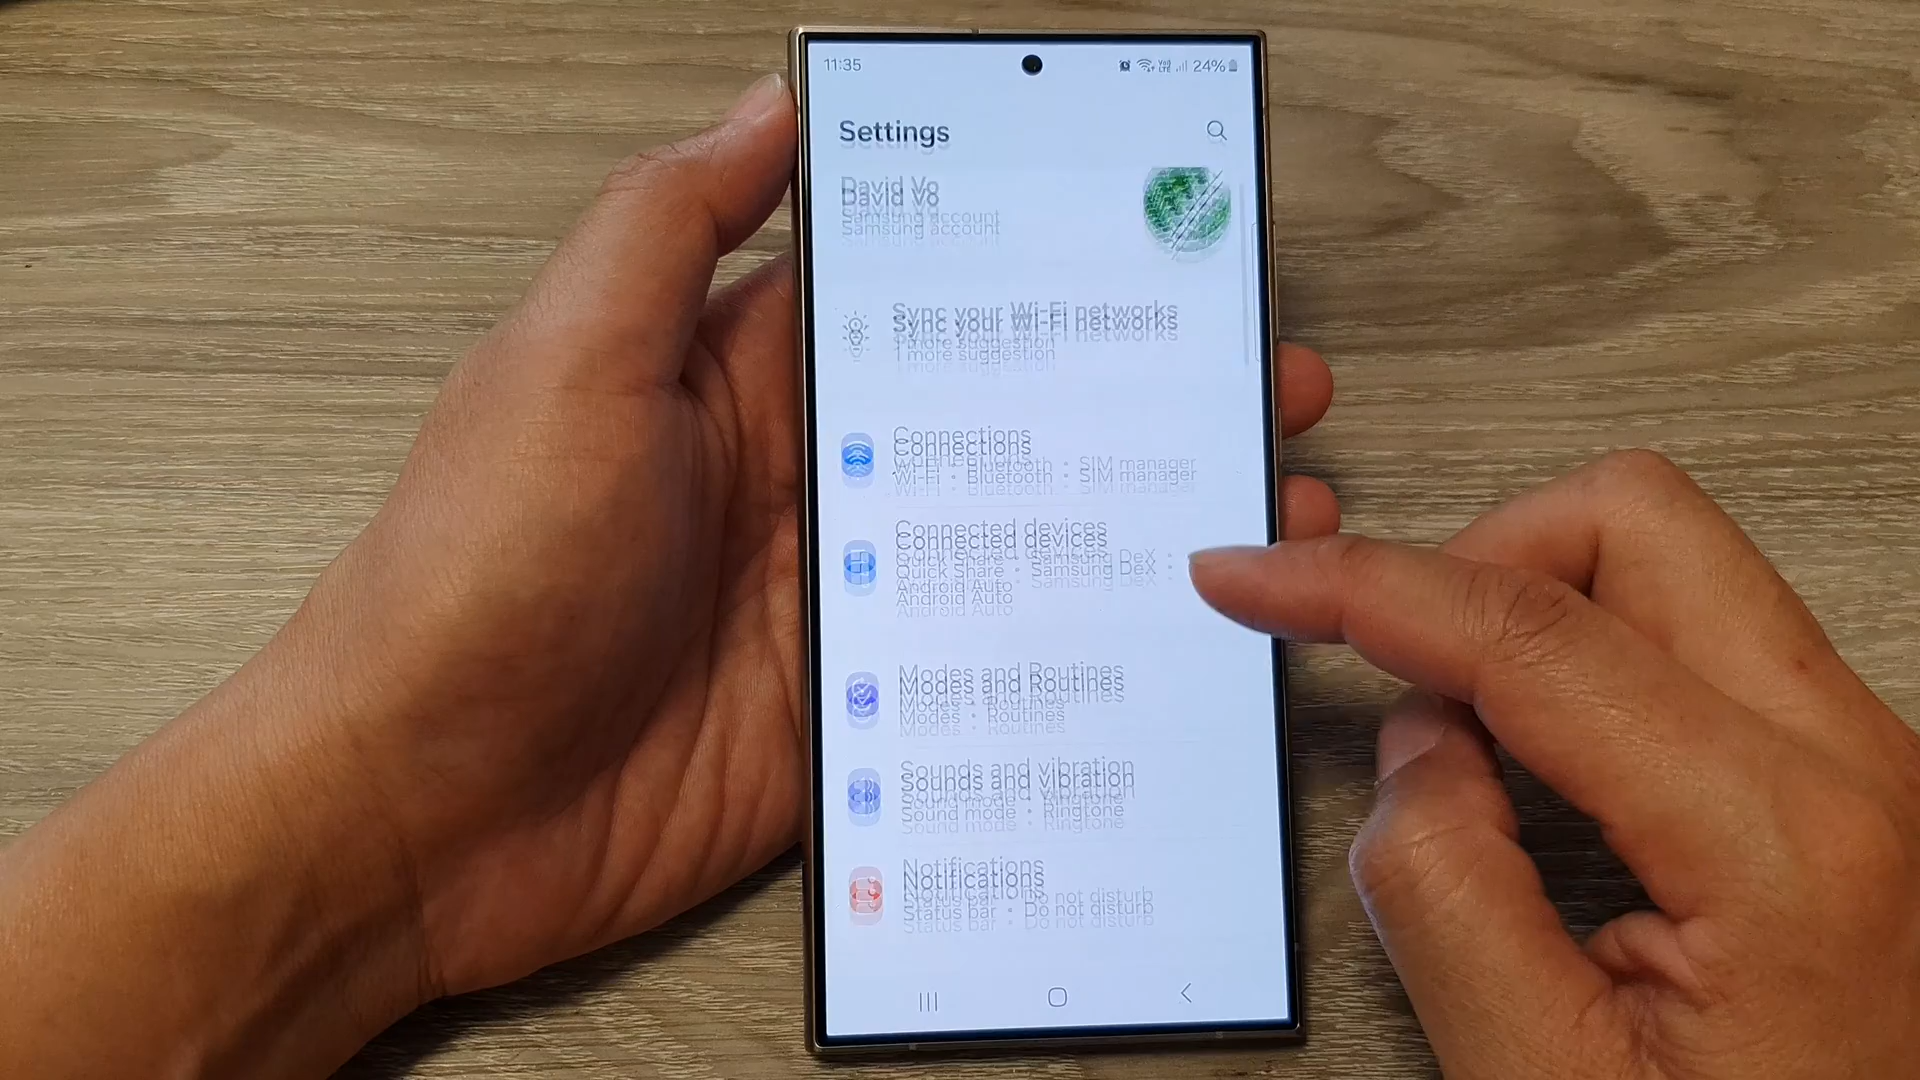 11:35
Vo) LTE 24%
Settings
David Vo
Samsung account
Sync your Wi-Fi networks
1 more suggestion
Connections
Wi-Fi • Bluetooth • SIM manager
Connected devices
Quick Share • Samsung DeX •
Android Auto
Modes and Routines
Modes • Routines
Sounds and vibration
Sound mode • Ringtone
Notifications
Status bar • Do not disturb